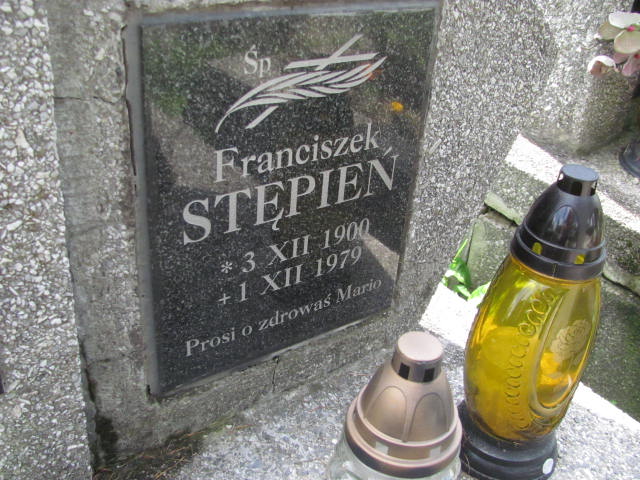 Śp
Franciszek
STĘPIEŃ
* 3 XII 1900
+ 1 XII 1979
Prosi o zdrowaś Mario